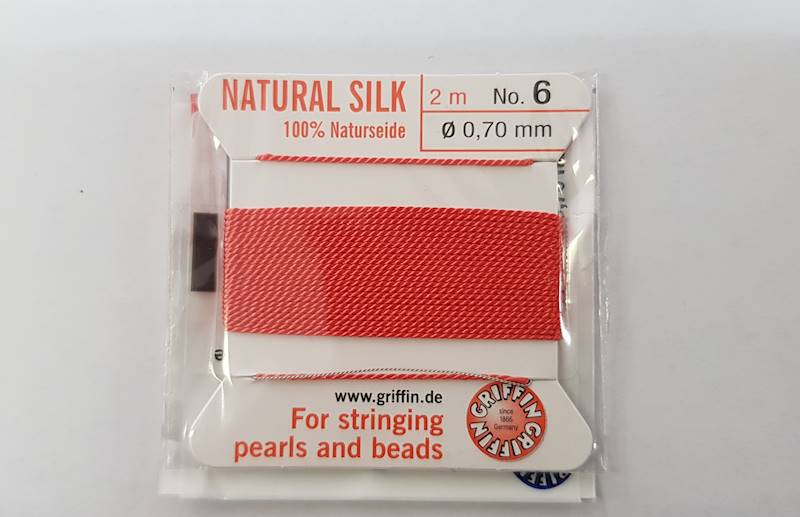 NATURAL SILK
100% Naturseide
2 m No. 6
Ø 0,70 mm
www.griffin.de
For stringing
pearls and beads
GRIFFIN GRIFFIN
since
1866
Germany